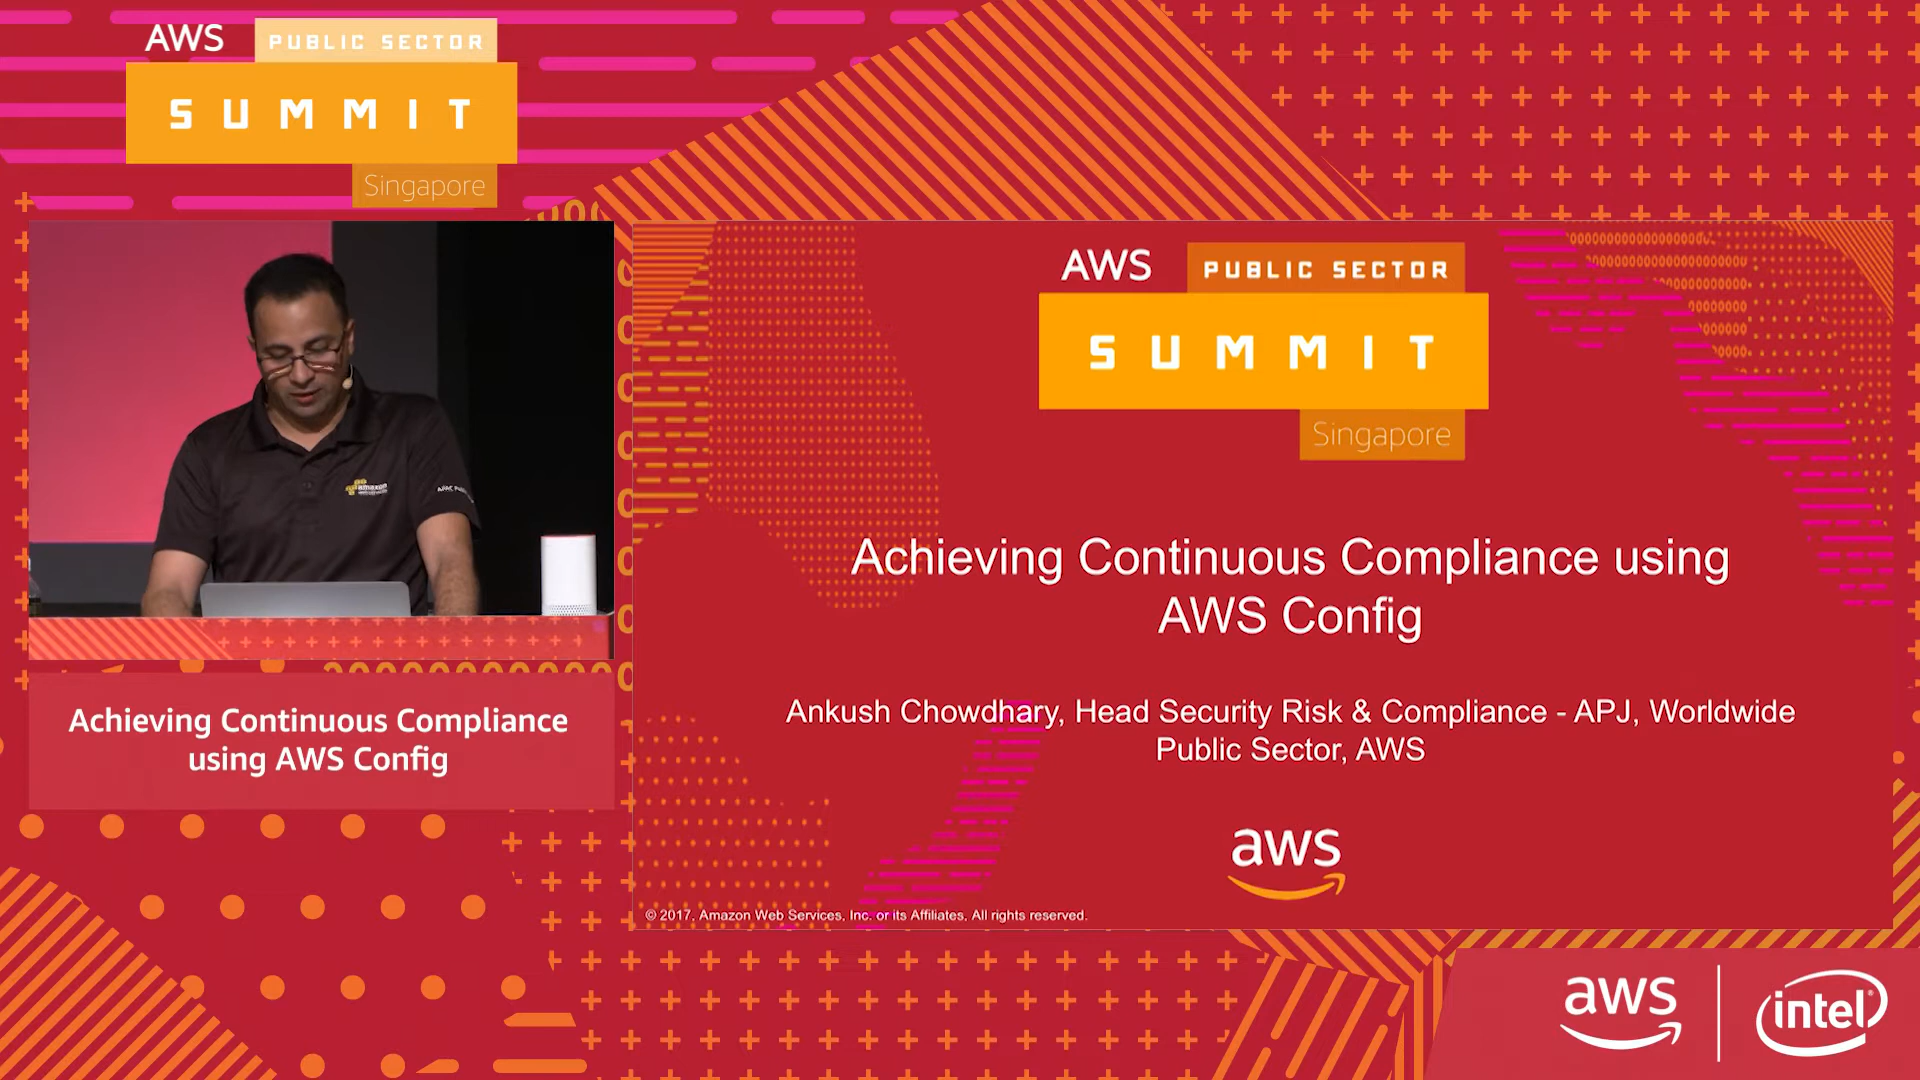 AWS PUBLIC SECTOR
SUMMIT
Singapore
amazon
Achieving Continuous Compliance
using AWS Config
AWS PUBLIC SECTOR
SUMMIT
Singapore
Achieving Continuous Compliance using
AWS Config
Ankush Chowdhary, Head Security Risk & Compliance - APJ, Worldwide
Public Sector, AWS
aws
© 2017, Amazon Web Services, Inc. or its Affiliates, All rights reserved.
aws
intel